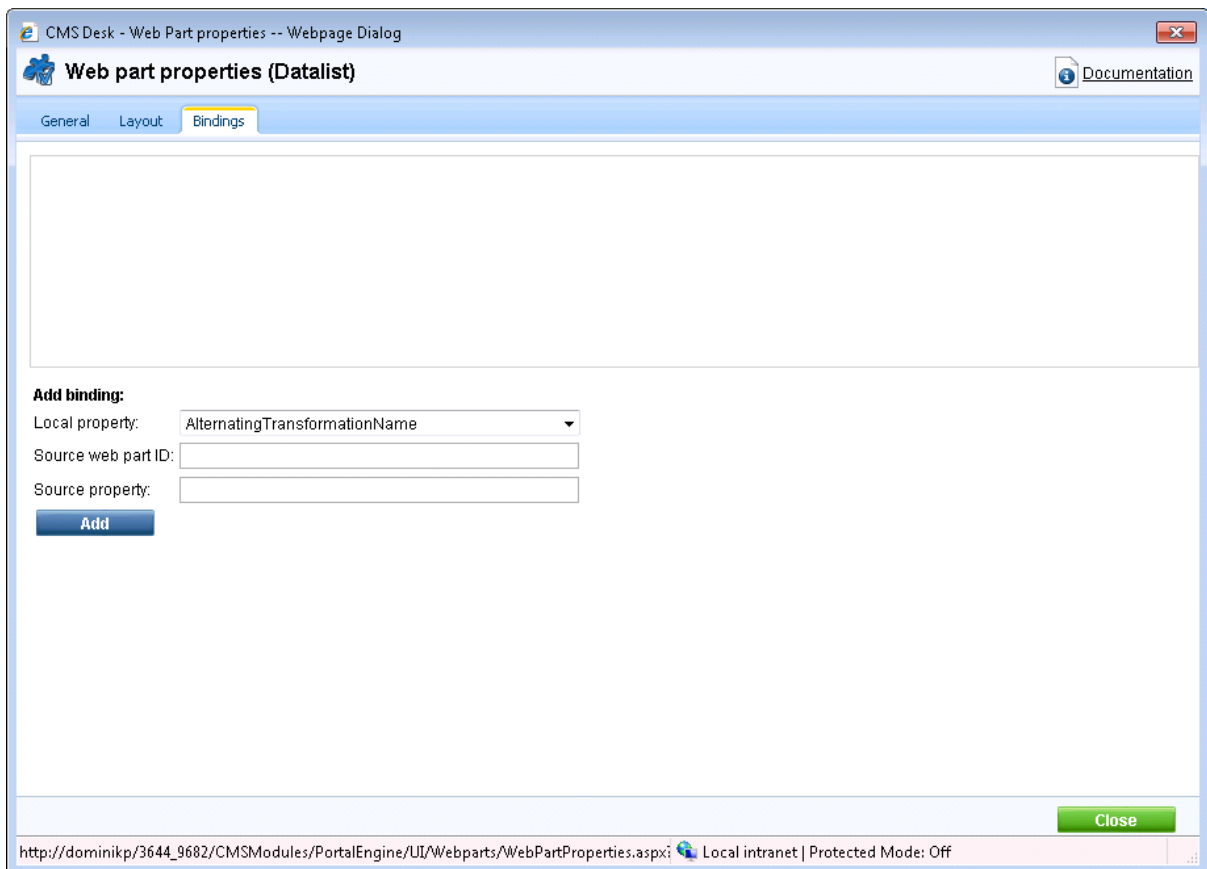 CMS Desk - Web Part properties -- Webpage Dialog
Web part properties (Datalist)
Documentation
General Layout Bindings
Add binding:
Local property: AlternatingTransformationName
Source web part ID:
Source property:
Add
Close
http://dominikp/3644_9682/CMSModules/PortalEngine/UI/Webparts/WebPartProperties.aspx? Local intranet | Protected Mode: Off